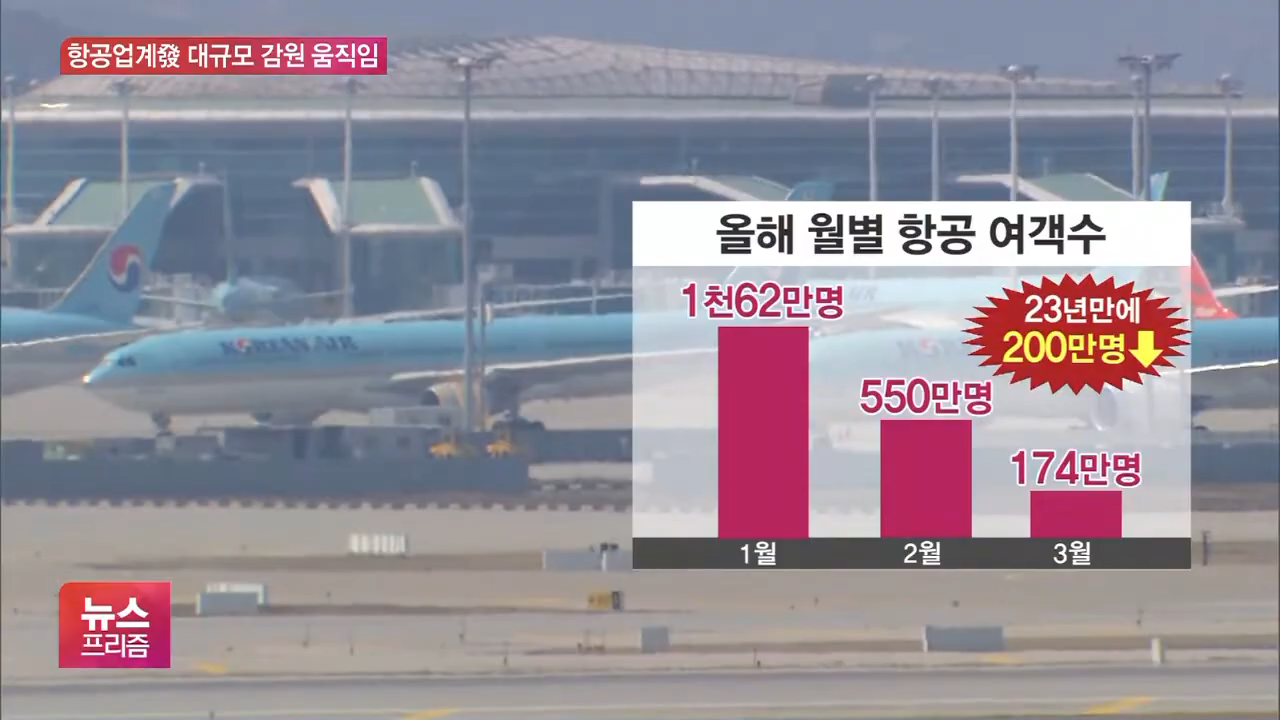 항공업계發 대규모 감원 움직임
올해 월별 항공 여객수
1천62만명
23년만에
200만명
550만명
174만명
1월 2월 3월
KOREAN AIR
뉴스
프리즘